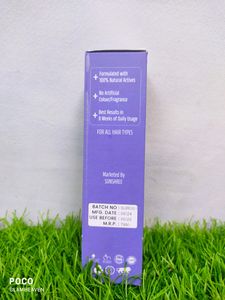 Formulated with
100% Natural Actives
No Artificial
Colour/Fragrance
Best Results in
8 Weeks of Daily Usage
FOR ALL HAIR TYPES
Marketed By
SUNSHREE
BATCH NO :
MFG. DATE :
USE BEFORE :
M.R.P. :
POCO